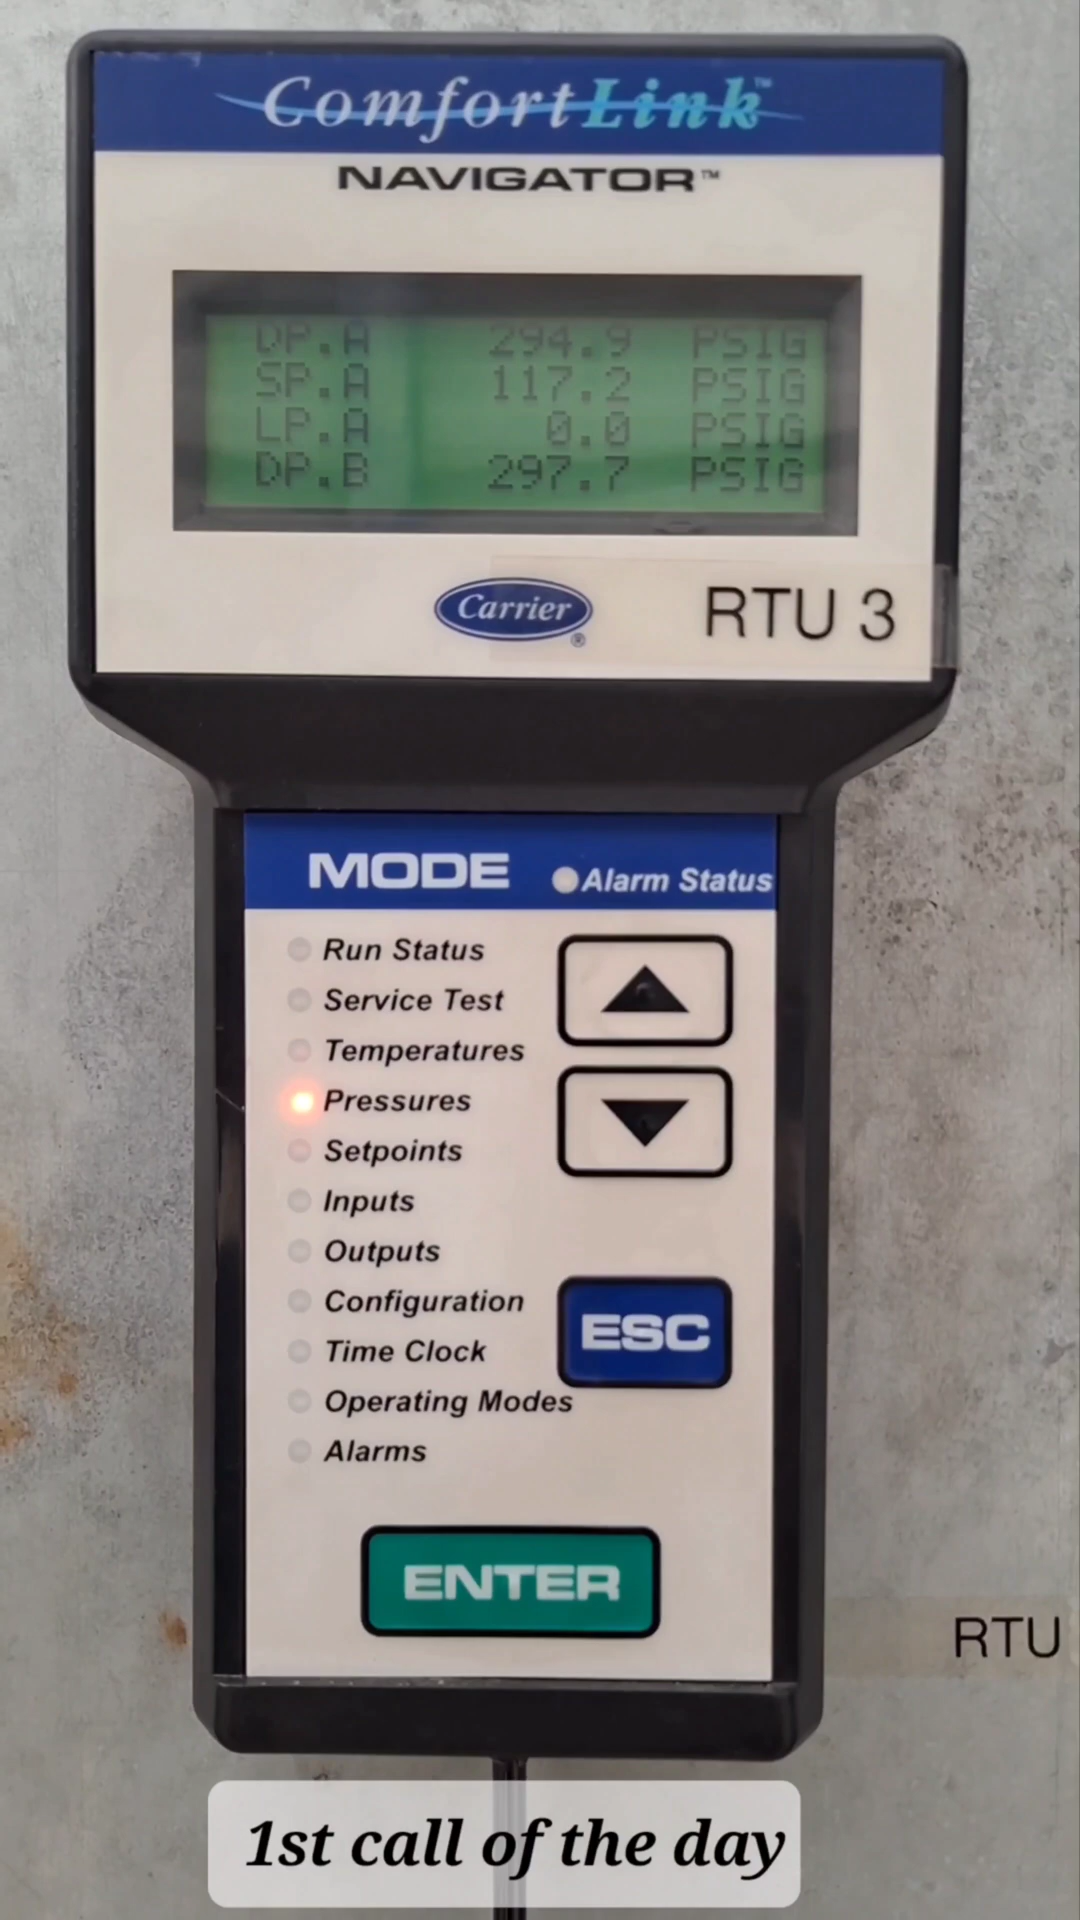 ComfortLink™
NAVIGATOR™
DP.A 294.9 PSIG
SP.A 117.2 PSIG
LP.A 0.0 PSIG
DP.B 297.7 PSIG
Carrier®
RTU 3
MODE
Alarm Status
Run Status
Service Test
Temperatures
Pressures
Setpoints
Inputs
Outputs
Configuration
Time Clock
Operating Modes
Alarms
ESC
ENTER
RTU
1st call of the day